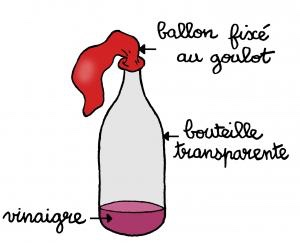 ballon fixé
au goulot
bouteille
transparente
vinaigre